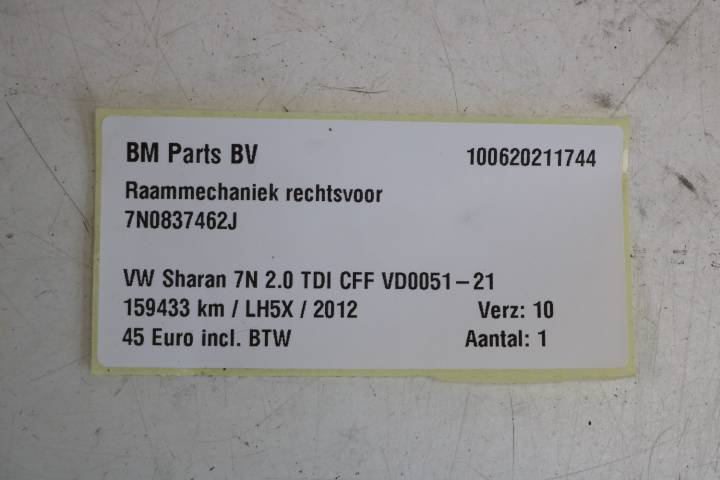 BM Parts BV 100620211744
Raammechaniek rechtsvoor
7N0837462J
VW Sharan 7N 2.0 TDI CFF VD0051-21
159433 km / LH5X / 2012 Verz: 10
45 Euro incl. BTW Aantal: 1